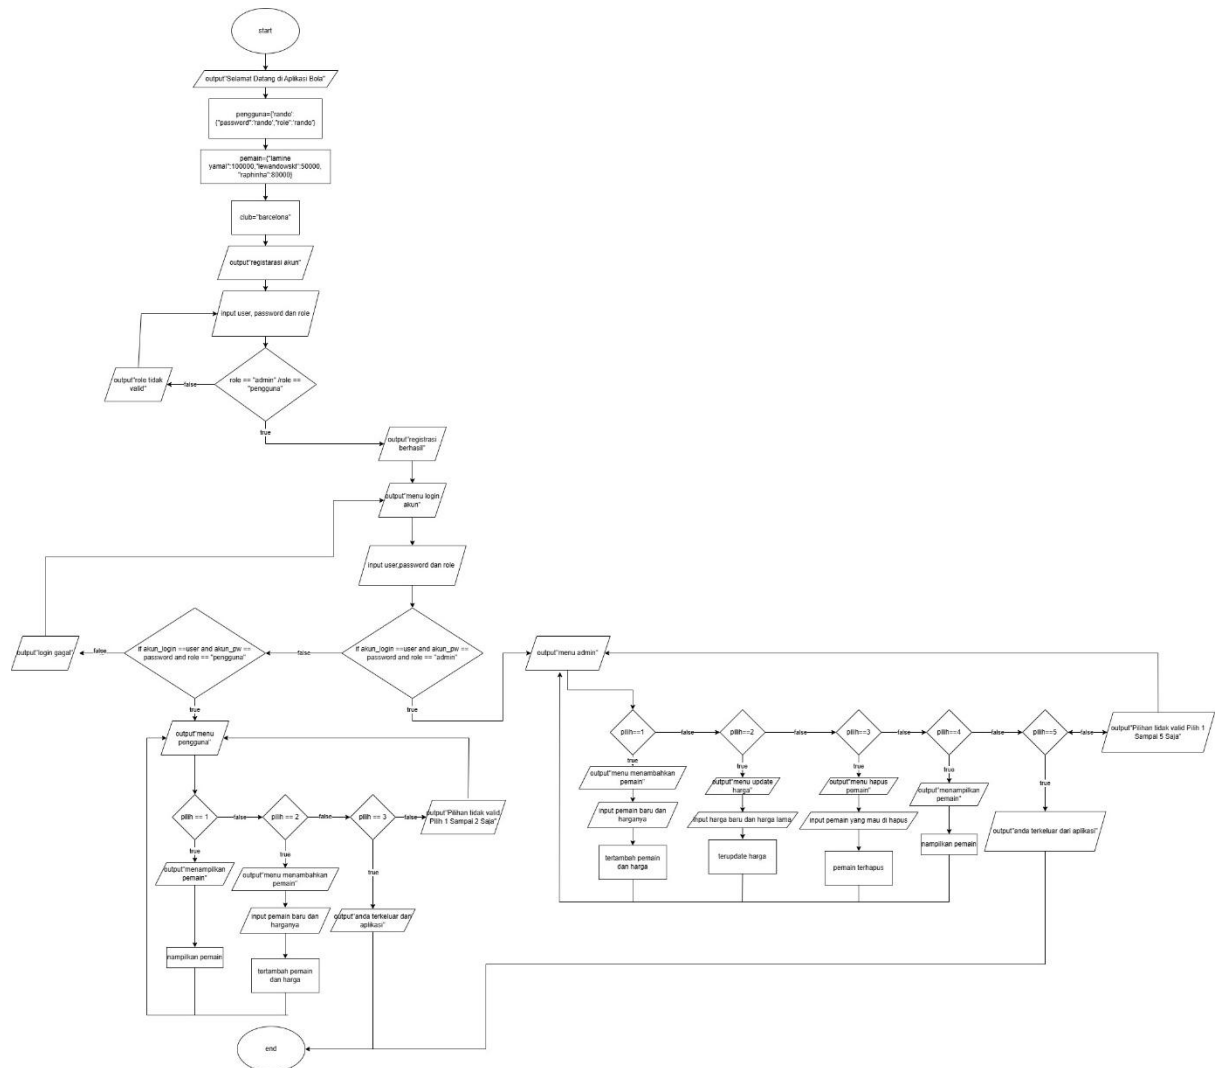 start
output"Selamat Datang di Aplikasi Bola"
pengguna={'rando'
{"password":'rando',"role":'rando'}
pemain={"lamine
yamal":100000,"lewandowski":50000,
"raphinha":80000}
club="barcelona"
output"registarasi akun"
input user, password dan role
role == "admin" /role ==
"pengguna"
false
output"role tidak
valid"
true
output"registrasi
berhasil"
output"menu login
akun"
input user,password dan role
if akun_login ==user and akun_pw ==
password and role == "admin"
false
if akun_login ==user and akun_pw ==
password and role == "pengguna"
false
output"login gagal"
true
true
output"menu
pengguna"
pilih == 1
false
pilih == 2
false
pilih == 3
false
output"Pilihan tidak valid
Pilih 1 Sampai 2 Saja"
true
output"menampilkan
pemain"
nampilkan pemain
true
output"menu menambahkan
pemain"
input pemain baru dan
harganya
tertambah pemain
dan harga
true
output"anda terkeluar dari
aplikasi"
output"menu admin"
pilih==1
false
pilih==2
false
pilih==3
false
pilih==4
false
pilih==5
false
output"Pilihan tidak valid Pilih 1
Sampai 5 Saja"
true
output"menu menambahkan
pemain"
input pemain baru dan
harganya
tertambah pemain
dan harga
true
output"menu update
harga"
input harga baru dan harga lama
terupdate harga
true
output"menu hapus
pemain"
input pemain yang mau di hapus
pemain terhapus
true
output"menampilkan
pemain"
nampilkan pemain
true
output"anda terkeluar dari aplikasi"
end